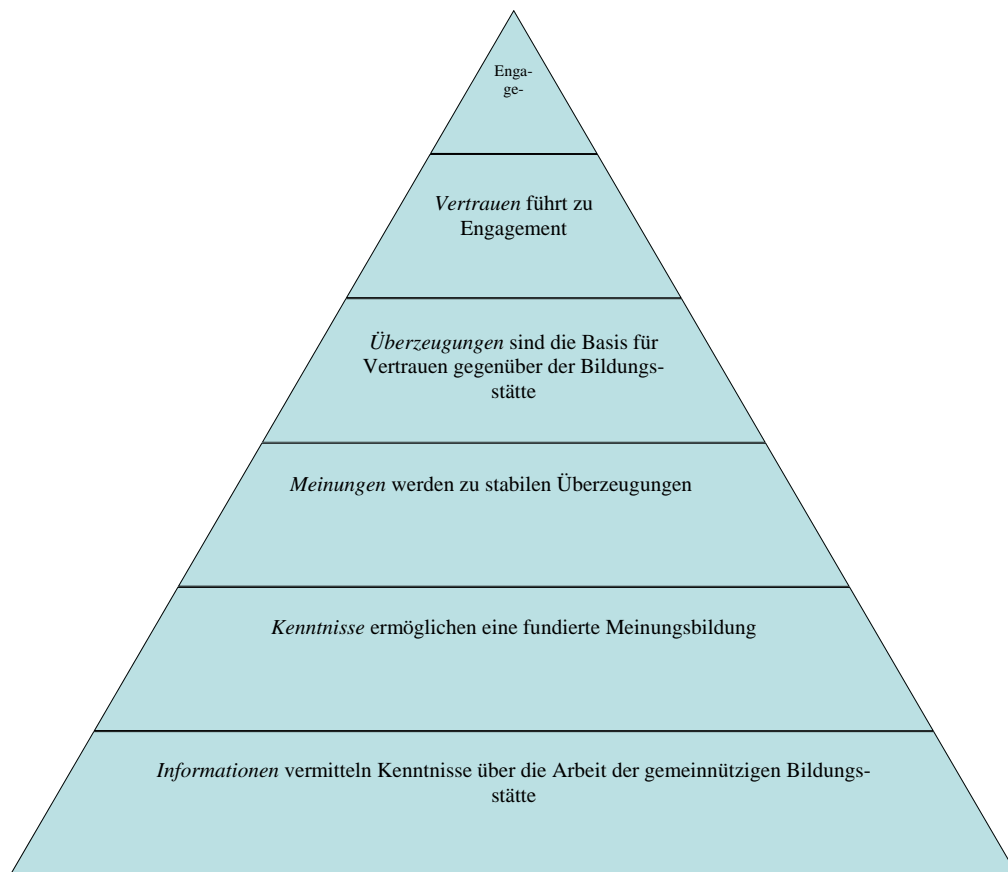 Enga-
ge-
Vertrauen führt zu
Engagement
Überzeugungen sind die Basis für
Vertrauen gegenüber der Bildungs-
stätte
Meinungen werden zu stabilen Überzeugungen
Kenntnisse ermöglichen eine fundierte Meinungsbildung
Informationen vermitteln Kenntnisse über die Arbeit der gemeinnützigen Bildungs-
stätte